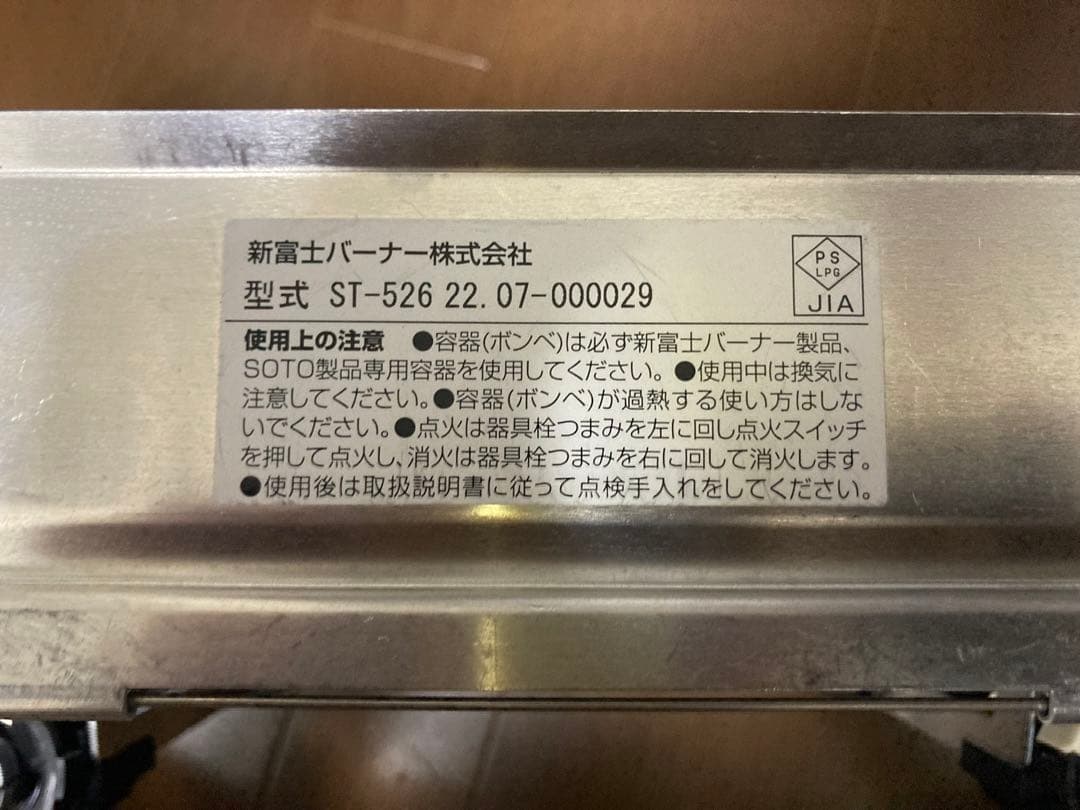 新富士バーナー株式会社
PS
LPG
JIA
型式 ST-526 22. 07-000029
使用上の注意 ●容器(ボンベ)は必ず新富士バーナー製品、
SOTO製品専用容器を使用してください。●使用中は換気に
注意してください。●容器(ボンベ)が過熱する使い方はしな
いでください。●点火は器具栓つまみを左に回し点火スイッチ
を押して点火し、消火は器具栓つまみを右に回して消火します。
●使用後は取扱説明書に従って点検手入れをしてください。